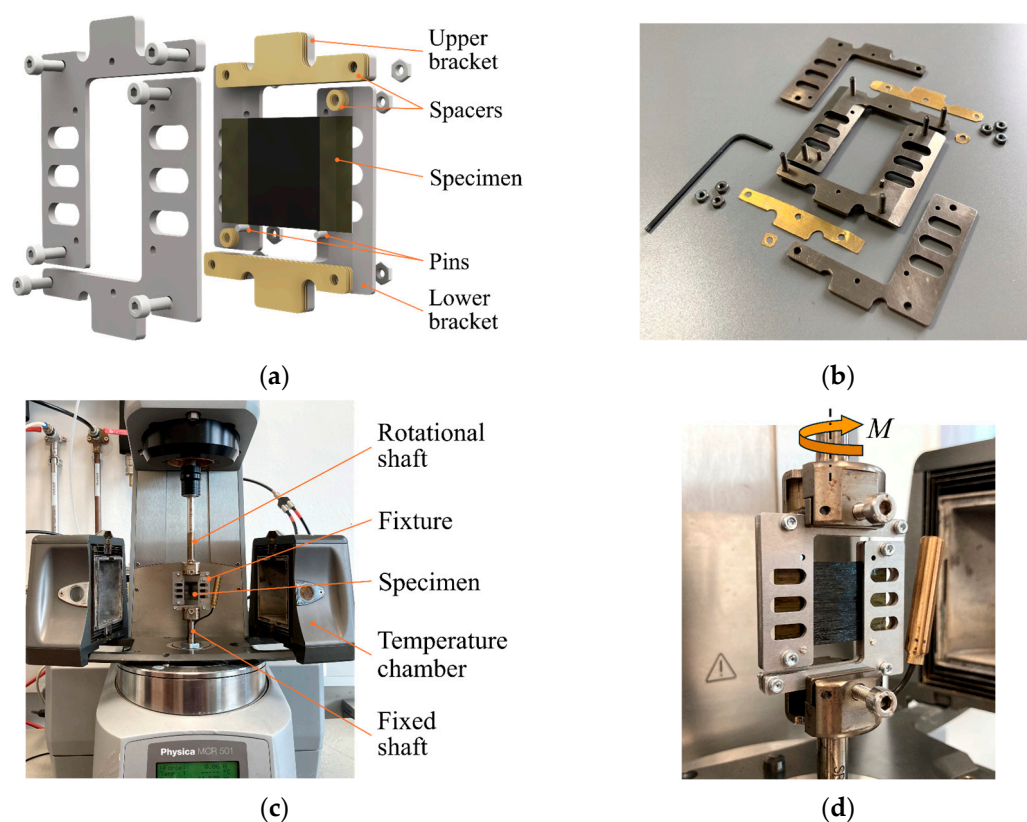 Upper
bracket
Spacers
Specimen
Pins
Lower
bracket
(a)
(b)
Rotational
shaft
Fixture
Specimen
Temperature
chamber
Fixed
shaft
Physica MCR 501
(c)
M
(d)